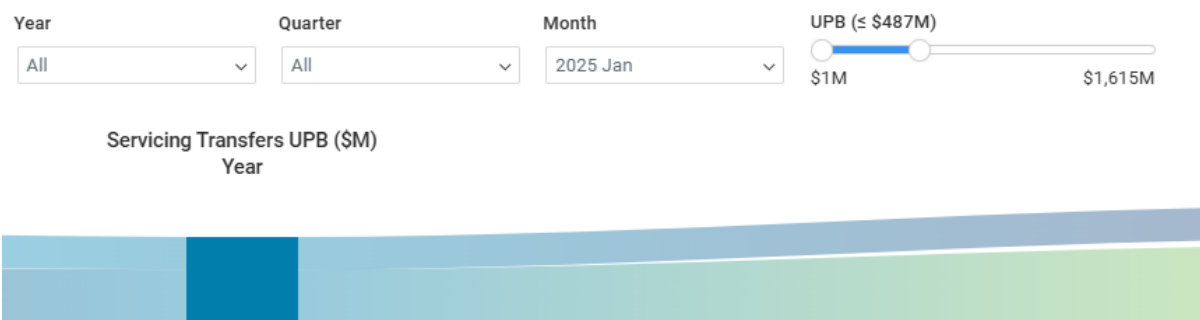 Year
Quarter
Month
UPB (≤ $487M)
All
All
2025 Jan
$1M
$1,615M
Servicing Transfers UPB ($M)
Year